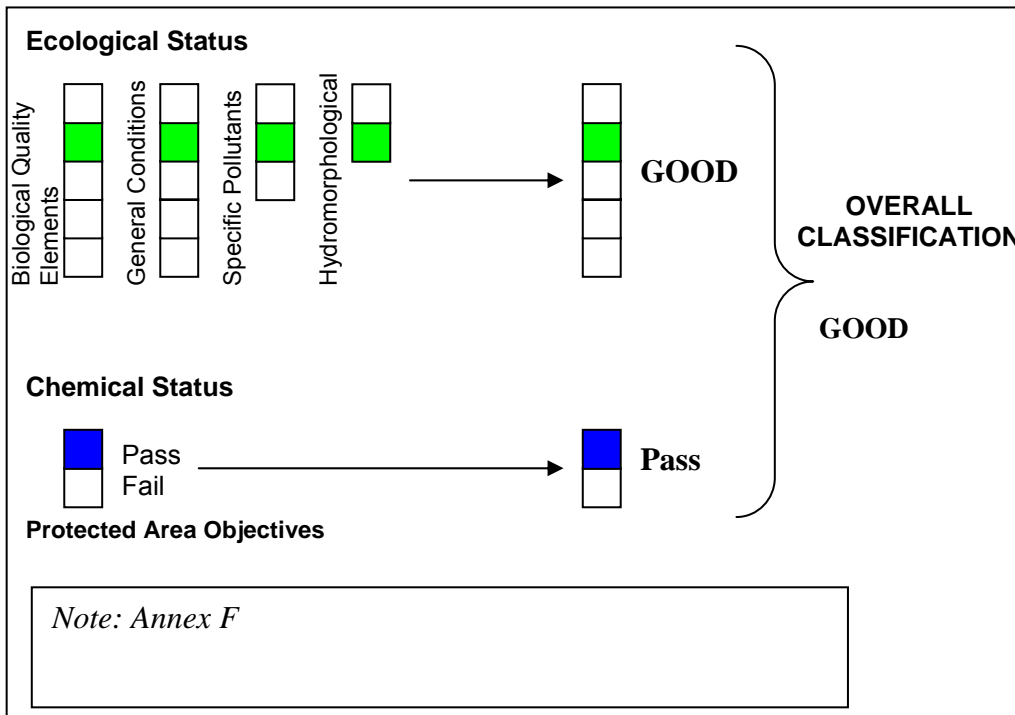 Ecological Status
Biological Quality
Elements
General Conditions
Specific Pollutants
Hydromorphological
GOOD
OVERALL
CLASSIFICATION
GOOD
Chemical Status
Pass
Fail
Pass
Protected Area Objectives
Note: Annex F